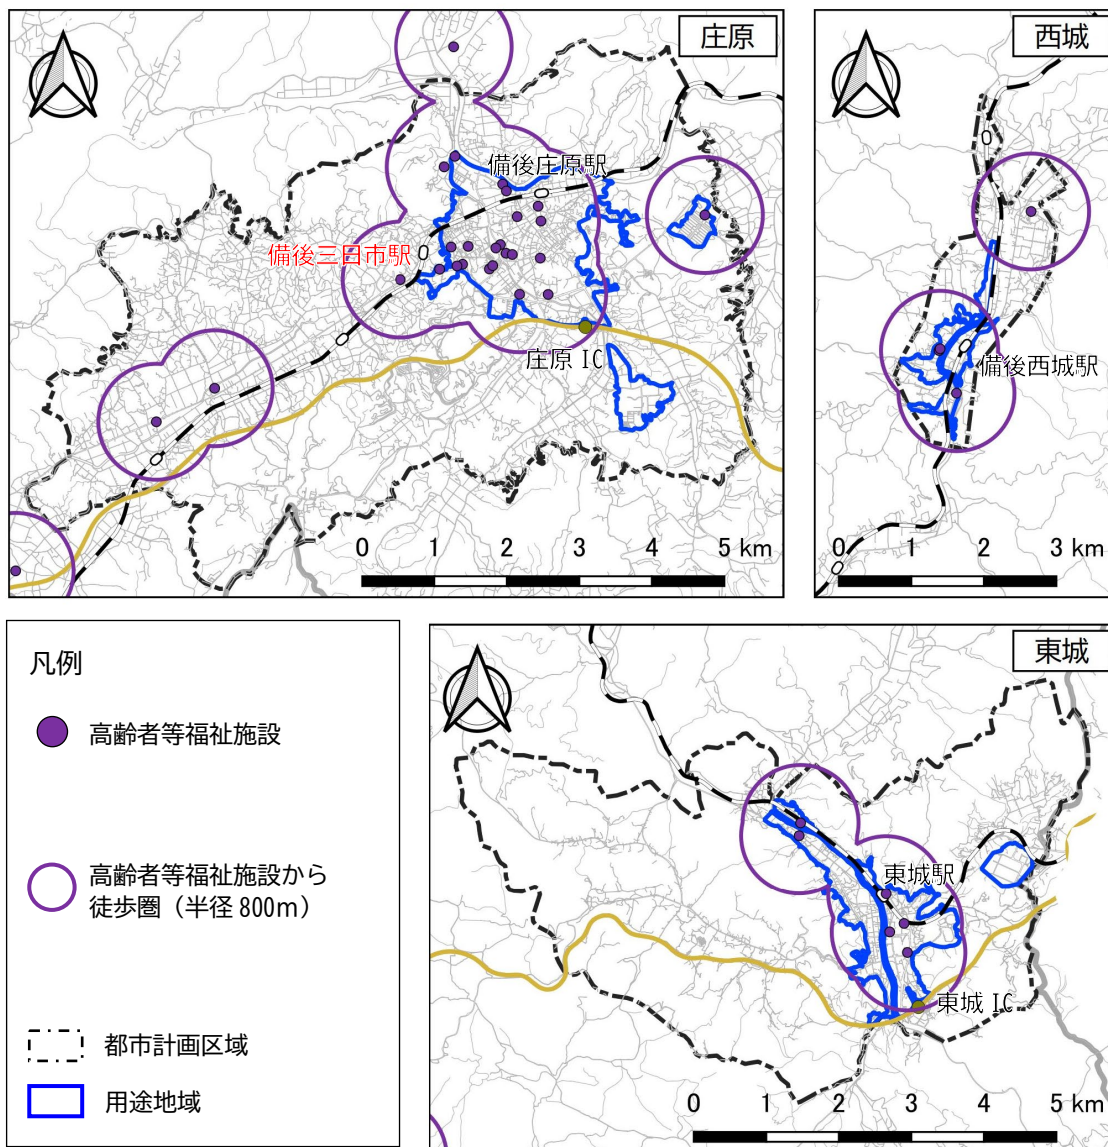 庄原
備後庄原駅
備後三日市駅
庄原 IC
0 1 2 3 4 5 km
西城
備後西城駅
0 1 2 3 km
凡例
高齢者等福祉施設
高齢者等福祉施設から
徒歩圏（半径 800m）
都市計画区域
用途地域
東城
東城駅
東城 IC
0 1 2 3 4 5 km